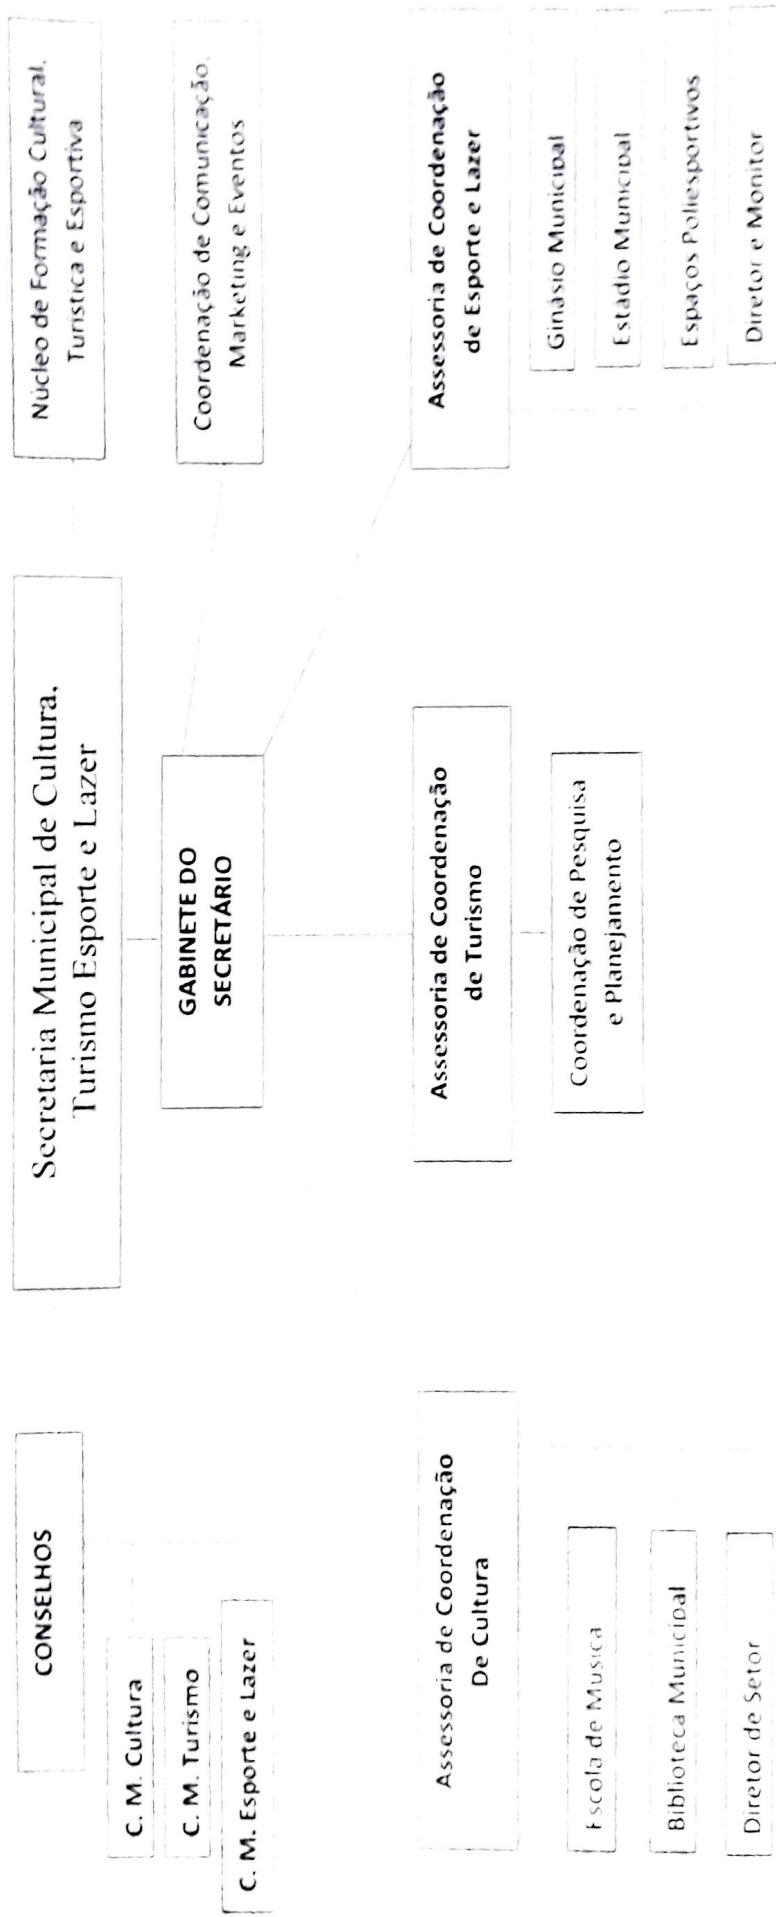 CONSELHOS
C. M. Cultura
C. M. Turismo
C. M. Esporte e Lazer
Secretaria Municipal de Cultura,
Turismo Esporte e Lazer
GABINETE DO
SECRETÁRIO
Núcleo de Formação Cultural,
Turística e Esportiva
Coordenação de Comunicação,
Marketing e Eventos
Assessoria de Coordenação
De Cultura
Escola de Musica
Biblioteca Municipal
Diretor de Setor
Assessoria de Coordenação
de Turismo
Coordenação de Pesquisa
e Planejamento
Assessoria de Coordenação
de Esporte e Lazer
Ginásio Municipal
Estádio Municipal
Espaços Poliesportivos
Diretor e Monitor